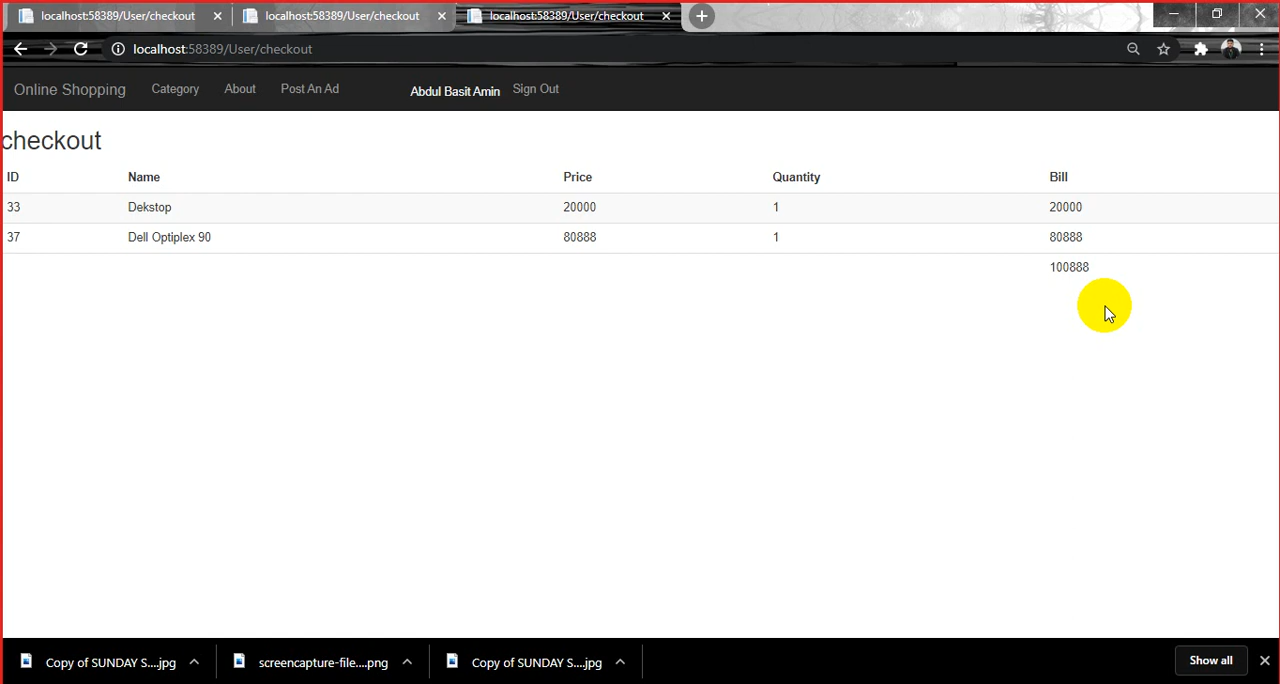 localhost:58389/User/checkout localhost:58389/User/checkout localhost:58389/User/checkout
localhost:58389/User/checkout
Online Shopping Category About Post An Ad Abdul Basit Amin Sign Out
checkout
ID Name Price Quantity Bill
33 Dekstop 20000 1 20000
37 Dell Optiplex 90 80888 1 80888
100888
Copy of SUNDAY S....jpg screencapture-file....png Copy of SUNDAY S....jpg Show all